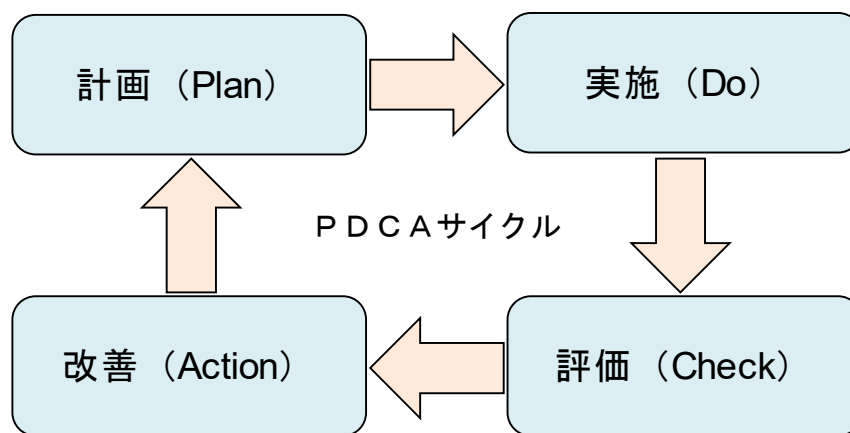 計画（Plan）
実施（Do）
ＰＤＣＡサイクル
改善（Action）
評価（Check）